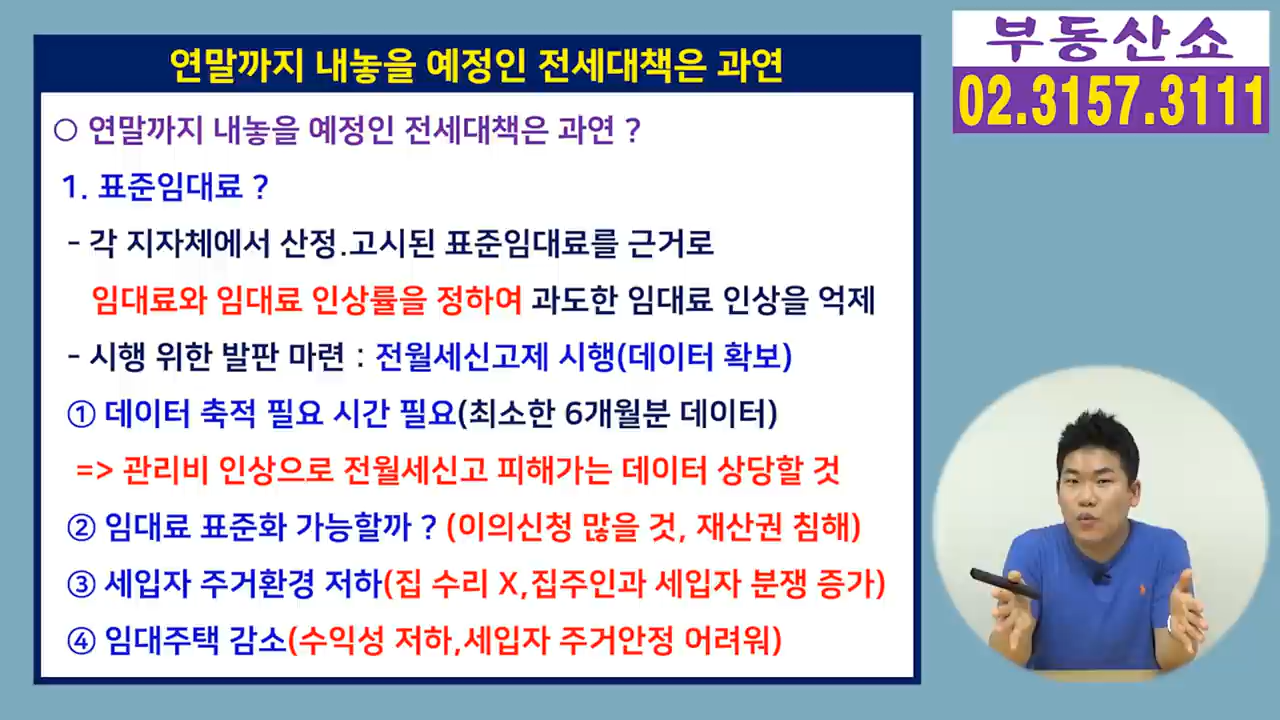 연말까지 내놓을 예정인 전세대책은 과연
부동산쇼
02.3157.3111
○ 연말까지 내놓을 예정인 전세대책은 과연 ?
1. 표준임대료 ?
- 각 지자체에서 산정.고시된 표준임대료를 근거로
임대료와 임대료 인상률을 정하여 과도한 임대료 인상을 억제
- 시행 위한 발판 마련 : 전월세신고제 시행(데이터 확보)
① 데이터 축적 필요 시간 필요(최소한 6개월분 데이터)
=> 관리비 인상으로 전월세신고 피해가는 데이터 상당할 것
② 임대료 표준화 가능할까 ? (이의신청 많을 것, 재산권 침해)
③ 세입자 주거환경 저하(집 수리 X,집주인과 세입자 분쟁 증가)
④ 임대주택 감소(수익성 저하,세입자 주거안정 어려워)